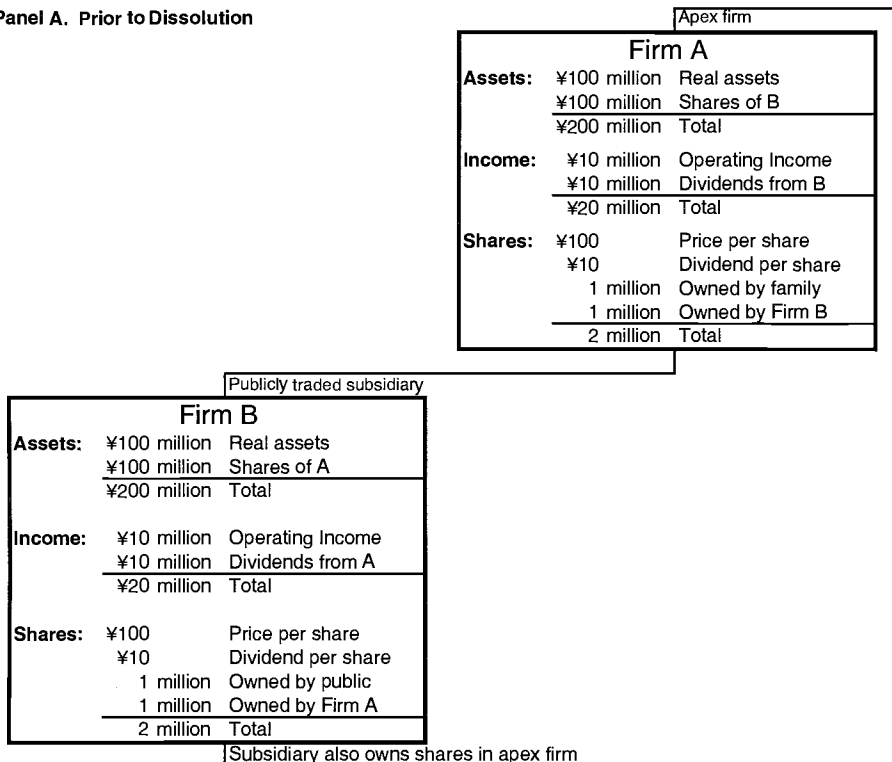 Panel A. Prior to Dissolution
Apex firm
Firm A
Assets: ¥100 million Real assets
¥100 million Shares of B
¥200 million Total
Income: ¥10 million Operating Income
¥10 million Dividends from B
¥20 million Total
Shares: ¥100 Price per share
¥10 Dividend per share
1 million Owned by family
1 million Owned by Firm B
2 million Total
Publicly traded subsidiary
Firm B
Assets: ¥100 million Real assets
¥100 million Shares of A
¥200 million Total
Income: ¥10 million Operating Income
¥10 million Dividends from A
¥20 million Total
Shares: ¥100 Price per share
¥10 Dividend per share
1 million Owned by public
1 million Owned by Firm A
2 million Total
Subsidiary also owns shares in apex firm